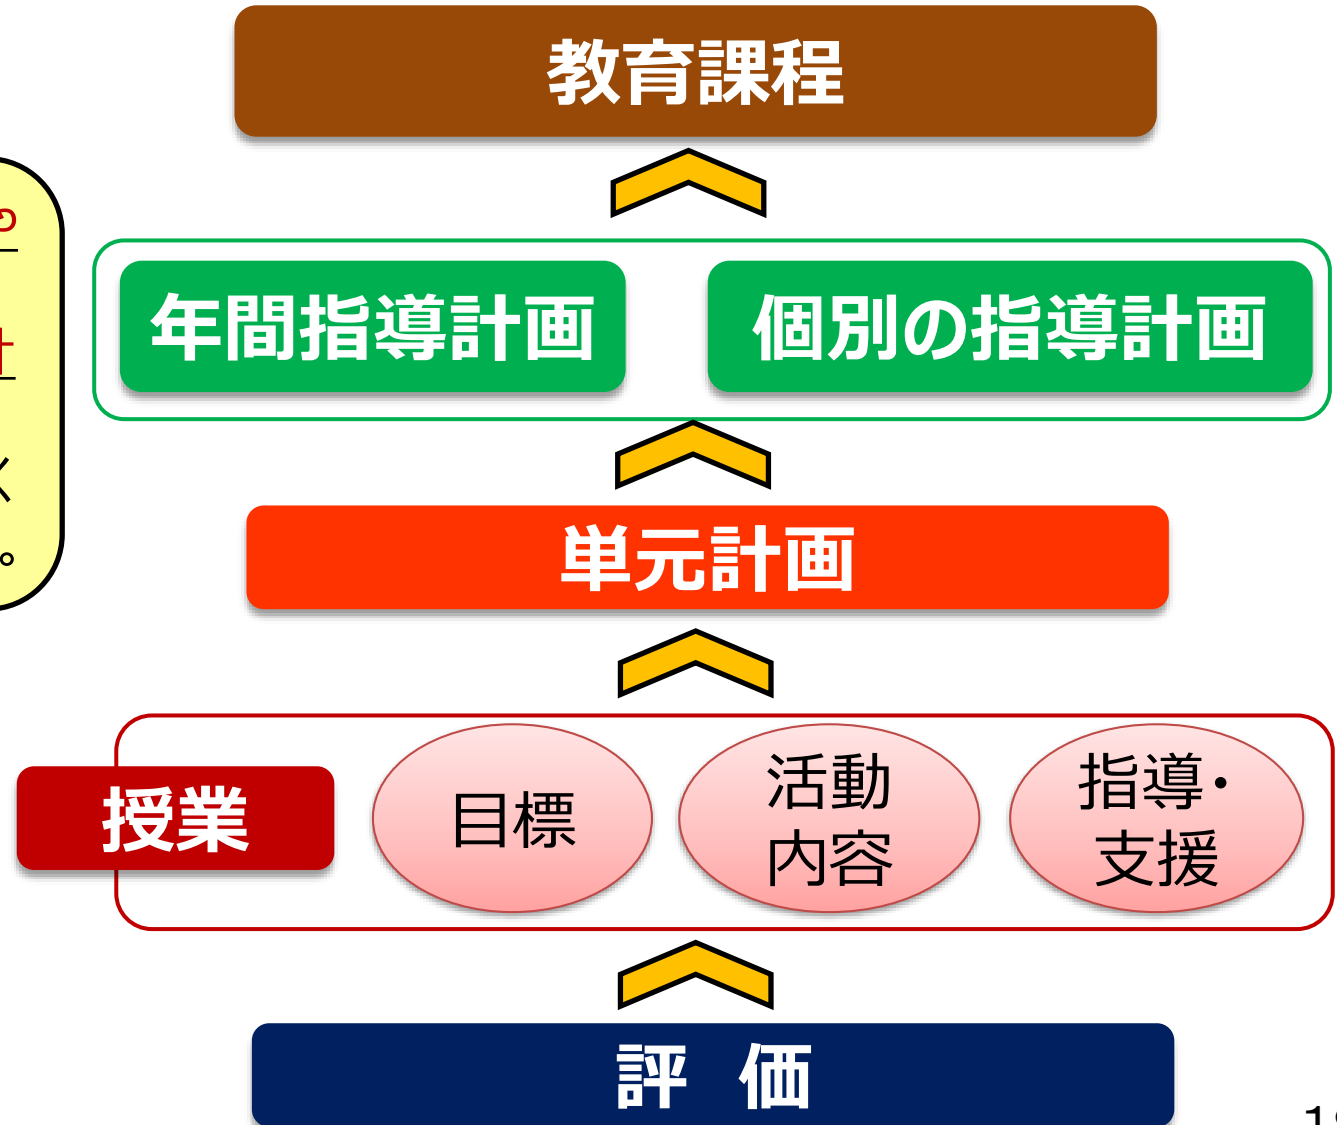 教育課程
年間指導計画
個別の指導計画
単元計画
授業
目標
活動
内容
指導・
支援
評 価